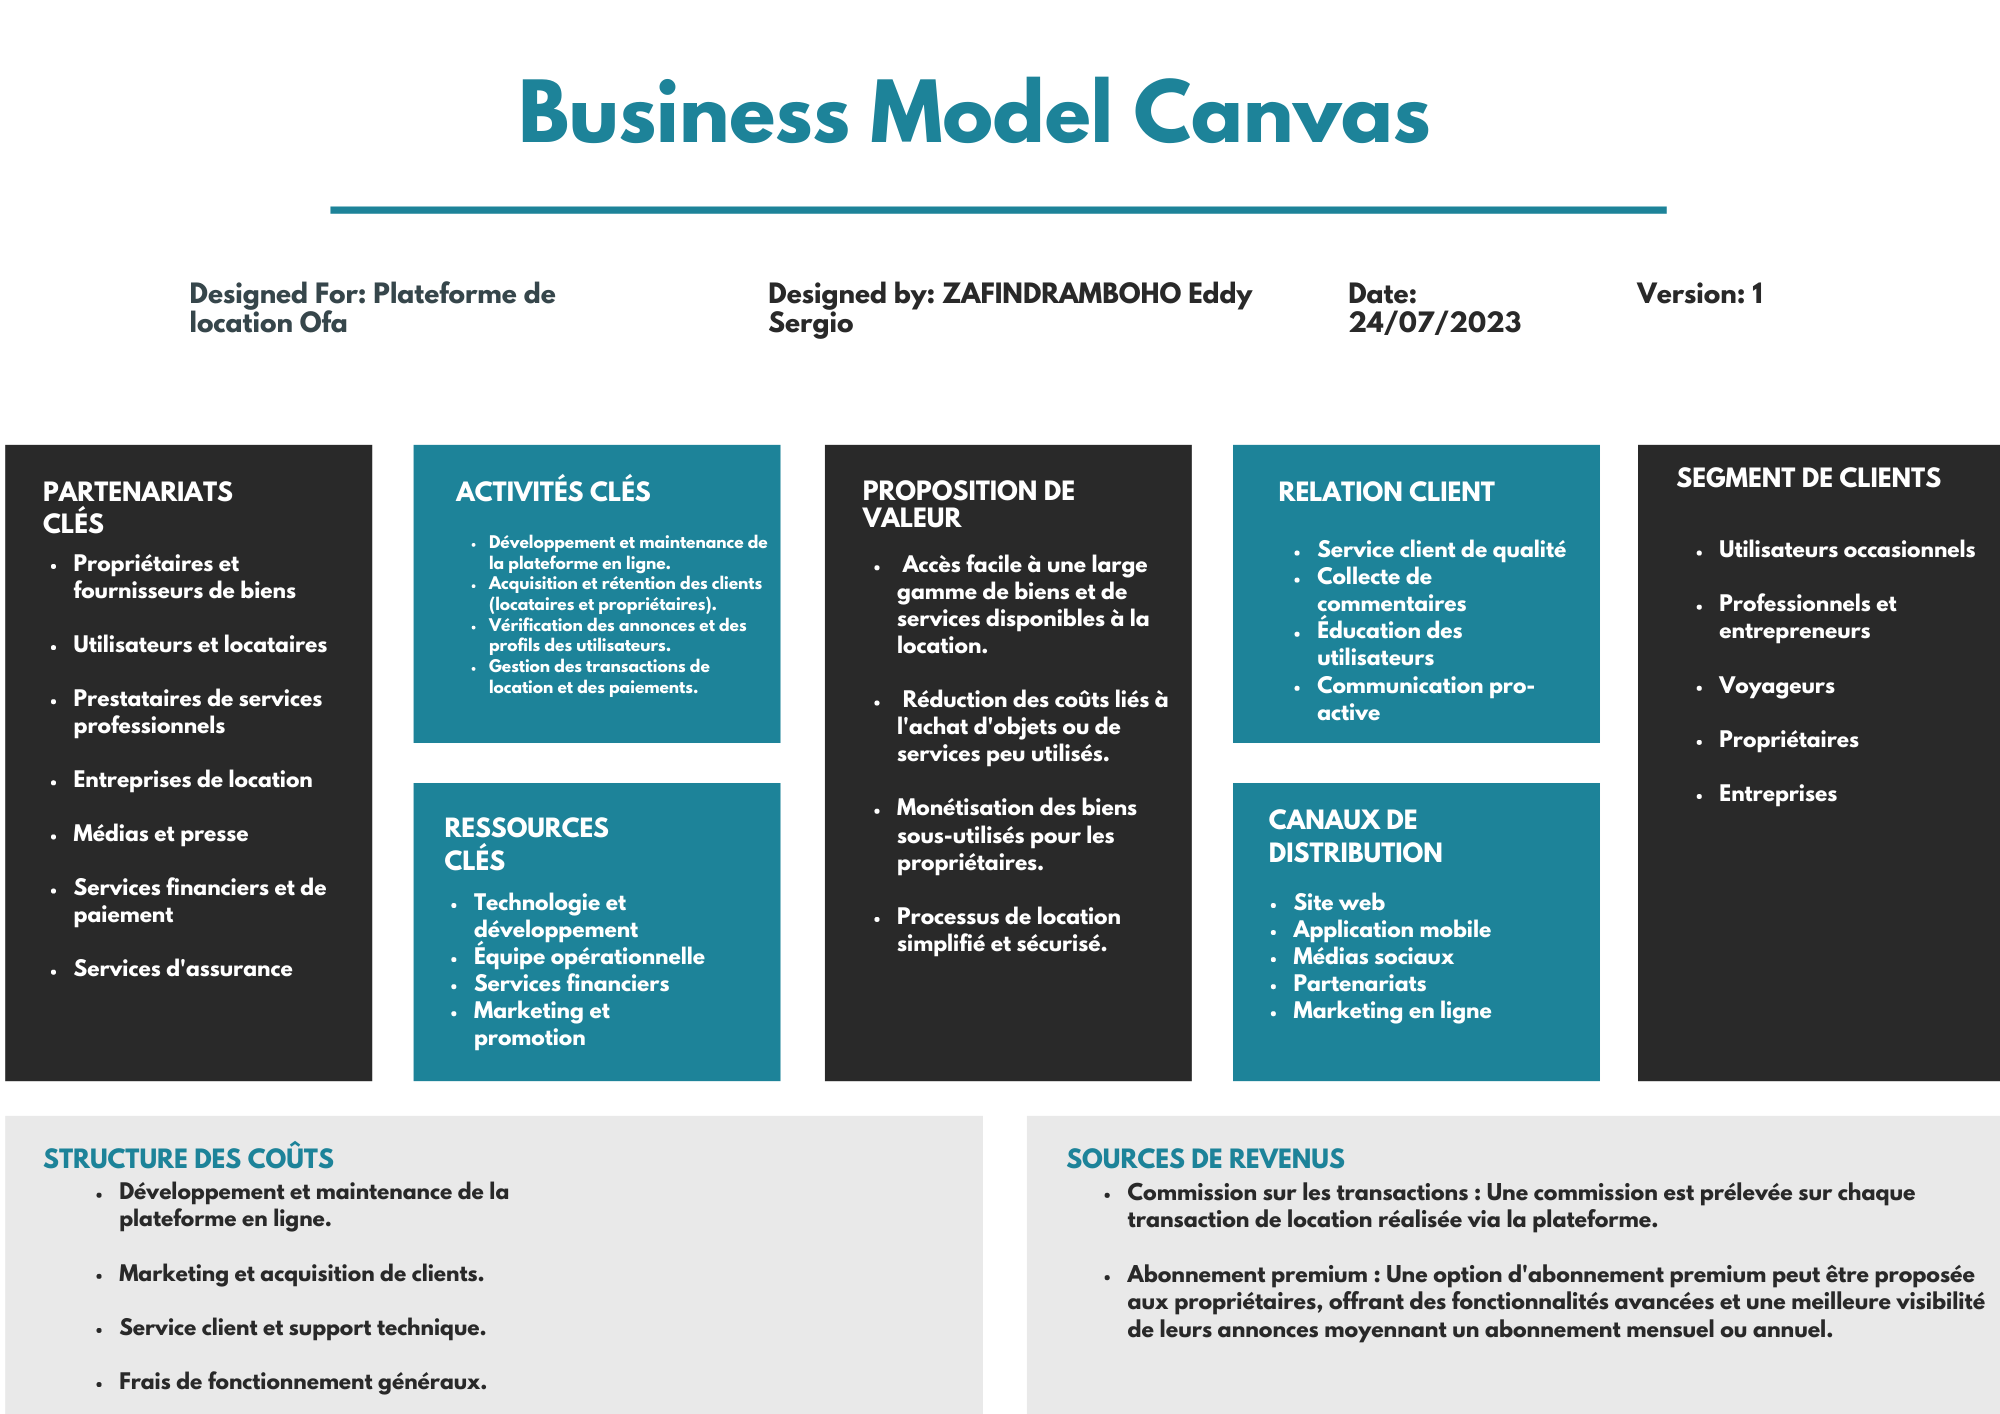 Business Model Canvas
Designed For: Plateforme de
location Ofa
Designed by: ZAFINDRAMBOHO Eddy
Sergio
Date:
24/07/2023
Version: 1
PARTENARIATS
CLÉS
• Propriétaires et
fournisseurs de biens
• Utilisateurs et locataires
• Prestataires de services
professionnels
• Entreprises de location
• Médias et presse
• Services financiers et de
paiement
• Services d'assurance
ACTIVITÉS CLÉS
• Développement et maintenance de
la plateforme en ligne.
• Acquisition et rétention des clients
(locataires et propriétaires).
• Vérification des annonces et des
profils des utilisateurs.
• Gestion des transactions de
location et des paiements.
RESSOURCES
CLÉS
• Technologie et
développement
• Équipe opérationnelle
• Services financiers
• Marketing et
promotion
PROPOSITION DE
VALEUR
• Accès facile à une large
gamme de biens et de
services disponibles à la
location.
• Réduction des coûts liés à
l'achat d'objets ou de
services peu utilisés.
• Monétisation des biens
sous-utilisés pour les
propriétaires.
• Processus de location
simplifié et sécurisé.
RELATION CLIENT
• Service client de qualité
• Collecte de
commentaires
• Éducation des
utilisateurs
• Communication pro-
active
CANAUX DE
DISTRIBUTION
• Site web
• Application mobile
• Médias sociaux
• Partenariats
• Marketing en ligne
SEGMENT DE CLIENTS
• Utilisateurs occasionnels
• Professionnels et
entrepreneurs
• Voyageurs
• Propriétaires
• Entreprises
STRUCTURE DES COÛTS
• Développement et maintenance de la
plateforme en ligne.
• Marketing et acquisition de clients.
• Service client et support technique.
• Frais de fonctionnement généraux.
SOURCES DE REVENUS
• Commission sur les transactions : Une commission est prélevée sur chaque
transaction de location réalisée via la plateforme.
• Abonnement premium : Une option d'abonnement premium peut être proposée
aux propriétaires, offrant des fonctionnalités avancées et une meilleure visibilité
de leurs annonces moyennant un abonnement mensuel ou annuel.